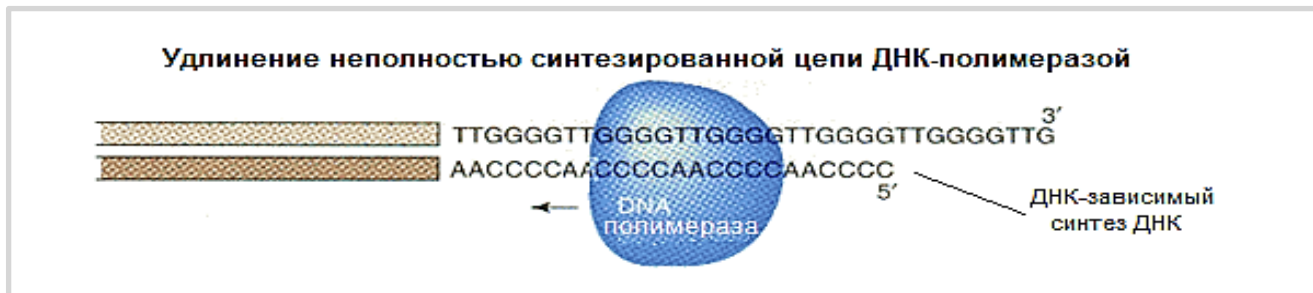 Удлинение неполностью синтезированной цепи ДНК-полимеразой
3′
TTGGGGTTGGGGTTGGGGTTGGGGTTGGGGTTG
AACCCCAACCCCAACCCCAACCCC
5′
DNA
полимераза
ДНК-зависимый
синтез ДНК